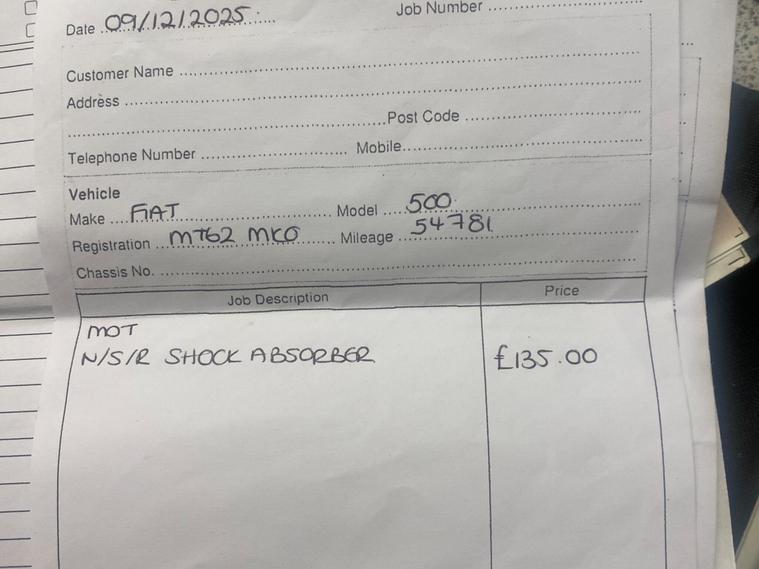 Date 09/12/2025 Job Number
Customer Name
Address
Post Code
Telephone Number Mobile
Vehicle
Make FIAT Model 500
Registration MT62 MKO Mileage 54781
Chassis No.
Job Description Price
MOT
N/S/R SHOCK ABSORBER £135.00